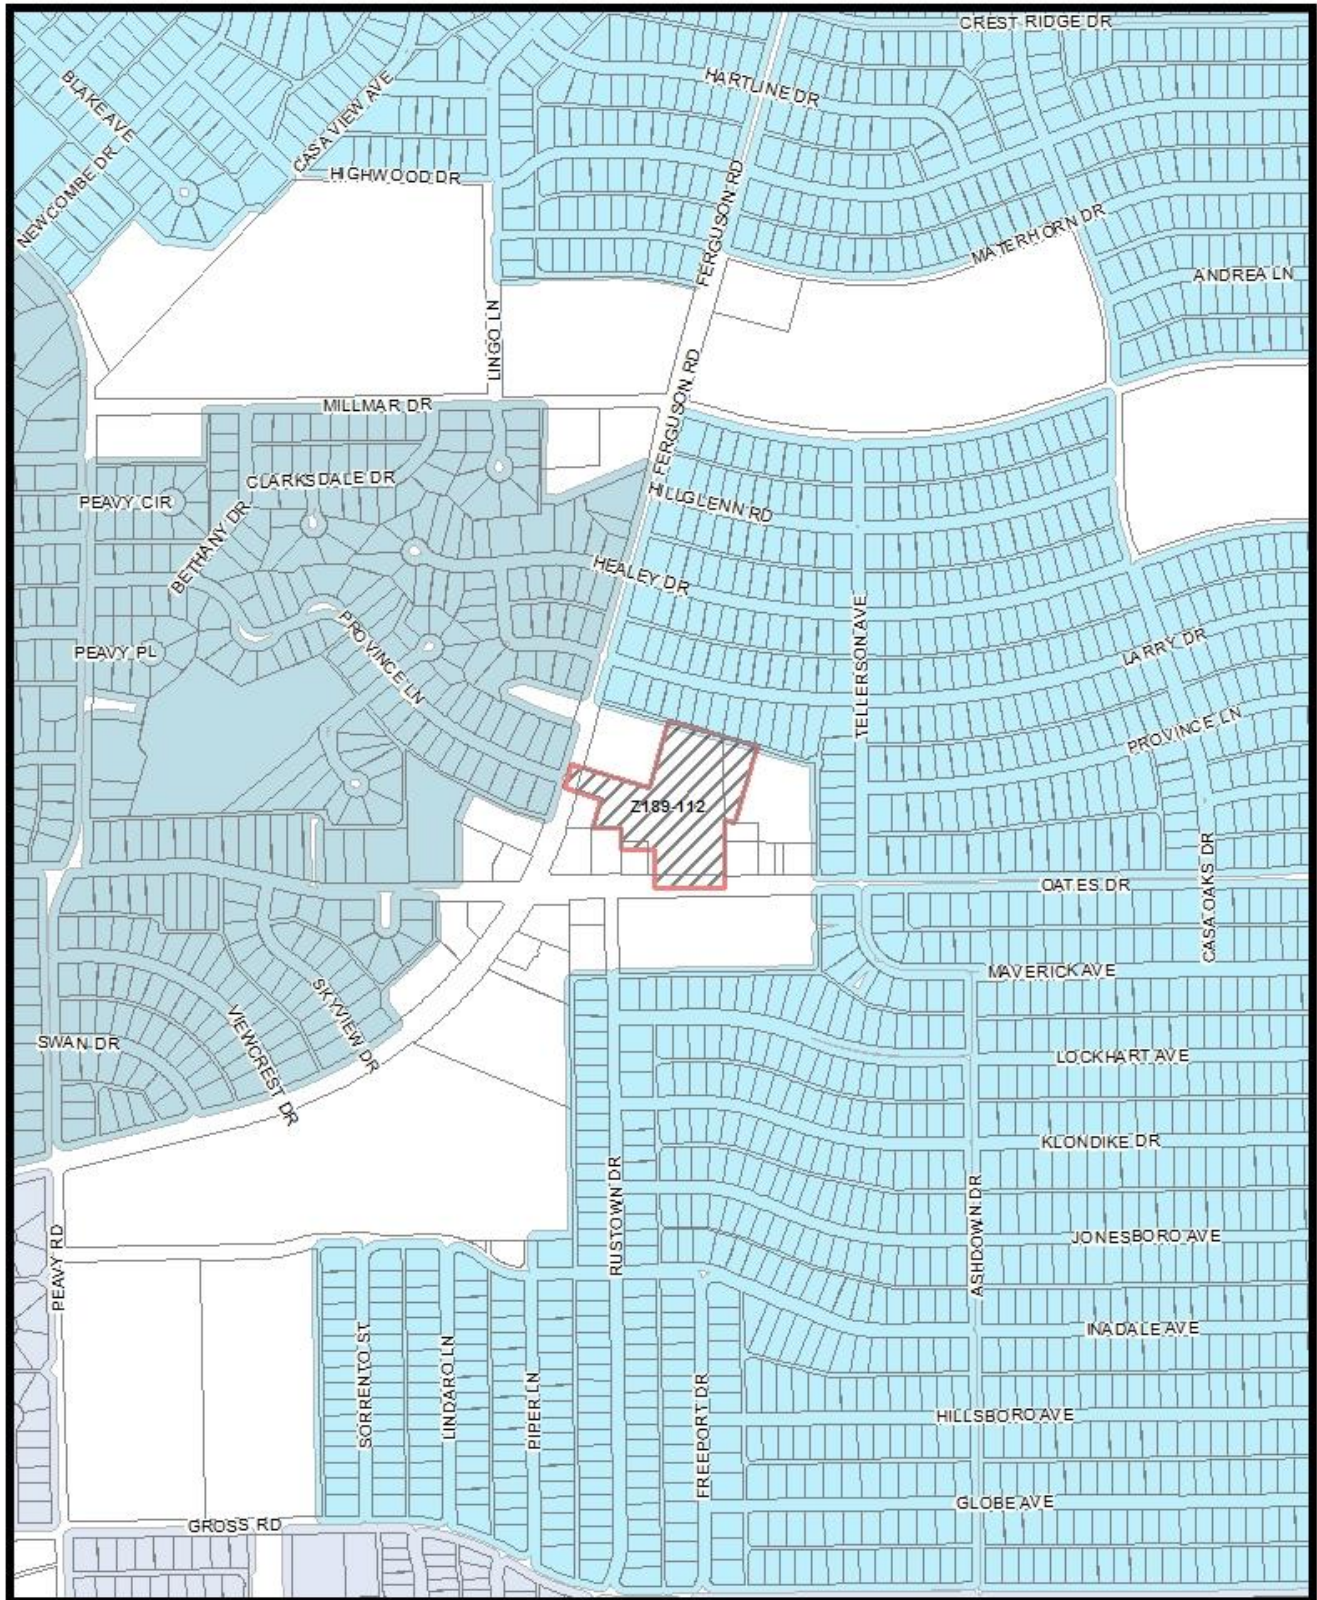 CREST RIDGE DR
HARTLINE DR
BLAKE AVE
CASA VIEW AVE
NEWCOMBE DR
HIGHWOOD DR
FERGUSON RD
MATERHORN DR
ANDREA LN
LINGO LN
FERGUSON RD
MILLMAR DR
CLARKSDALE DR
PEAVY CIR
HILLGLENN RD
BETHANY DR
HEALEY DR
PROVINCE LN
TELLERSON AVE
PEAVY PL
LARRY DR
PROVINCE LN
Z189-112
OATES DR
CASA OAKS DR
MAVERICK AVE
SKYVIEW DR
VIEWCREST DR
SWAN DR
LOCKHART AVE
KLONDIKE DR
RUSTOWN DR
ASHDOWN DR
PEAVY RD
JONESBORO AVE
INADALE AVE
SORRENTO ST
LINDARO LN
PIPER LN
FREEPORT DR
HILLSBORO AVE
GLOBE AVE
GROSS RD